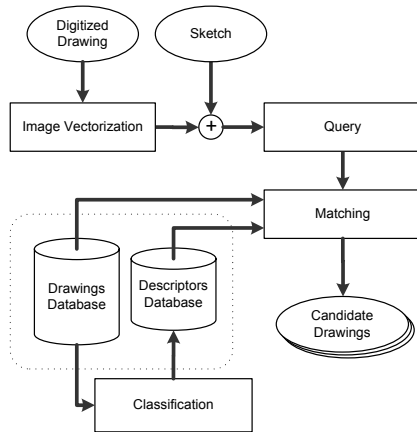 Digitized
Drawing
Sketch
Image Vectorization
+
Query
Matching
Drawings
Database
Descriptors
Database
Candidate
Drawings
Classification